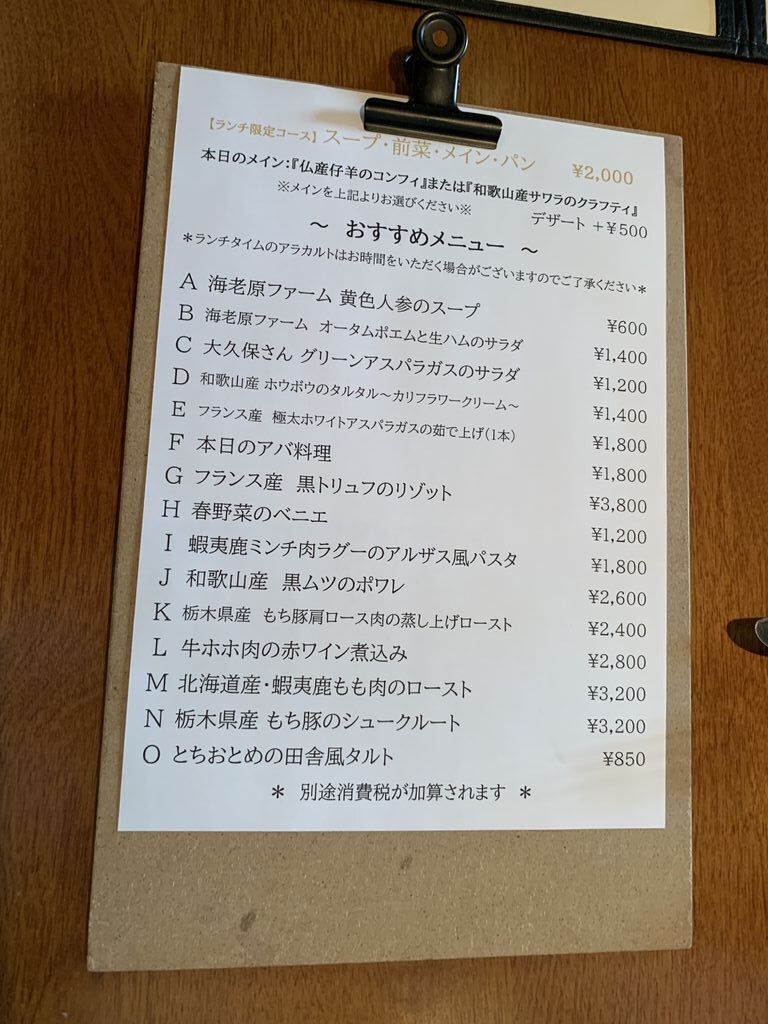 【ランチ限定コース】スープ・前菜・メイン・パン ¥2,000
本日のメイン:『仏産仔羊のコンフィ』または『和歌山産サワラのクラフティ』
※メインを上記よりお選びください※ デザート +¥500
～ おすすめメニュー ～
*ランチタイムのアラカルトはお時間をいただく場合がございますのでご了承ください*
A 海老原ファーム 黄色人参のスープ ¥600
B 海老原ファーム オータムポエムと生ハムのサラダ ¥1,400
C 大久保さん グリーンアスパラガスのサラダ ¥1,200
D 和歌山産 ホウボウのタルタル～カリフラワークリーム～ ¥1,400
E フランス産 極太ホワイトアスパラガスの茹で上げ(1本) ¥1,800
F 本日のアバ料理 ¥1,800
G フランス産 黒トリュフのリゾット ¥3,800
H 春野菜のベニエ ¥1,200
I 蝦夷鹿ミンチ肉ラグーのアルザス風パスタ ¥1,800
J 和歌山産 黒ムツのポワレ ¥2,600
K 栃木県産 もち豚肩ロース肉の蒸し上げロースト ¥2,400
L 牛ホホ肉の赤ワイン煮込み ¥2,800
M 北海道産・蝦夷鹿もも肉のロースト ¥3,200
N 栃木県産 もち豚のシュークルート ¥3,200
O とちおとめの田舎風タルト ¥850
* 別途消費税が加算されます *